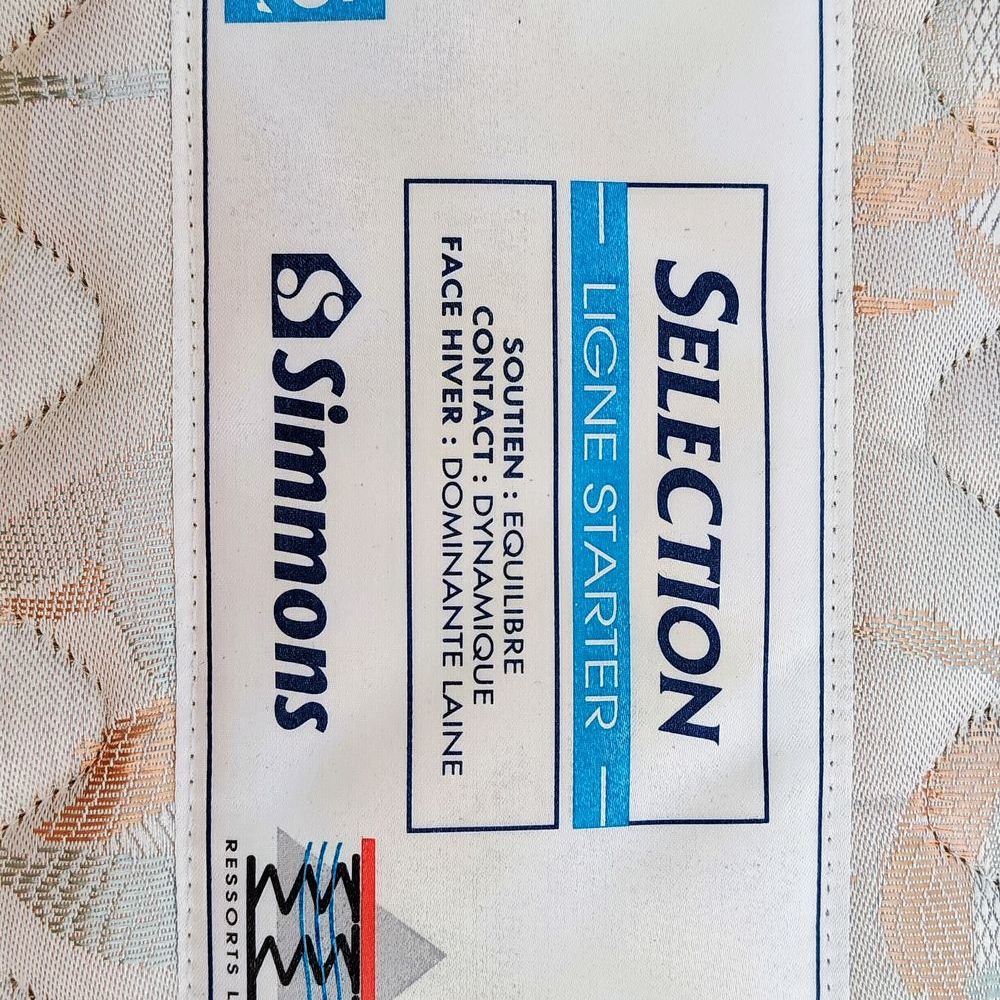 SELECTION
LIGNE STARTER
SOUTIEN : EQUILIBRE
CONTACT : DYNAMIQUE
FACE HIVER : DOMINANTE LAINE
Simmons
RESSORTS